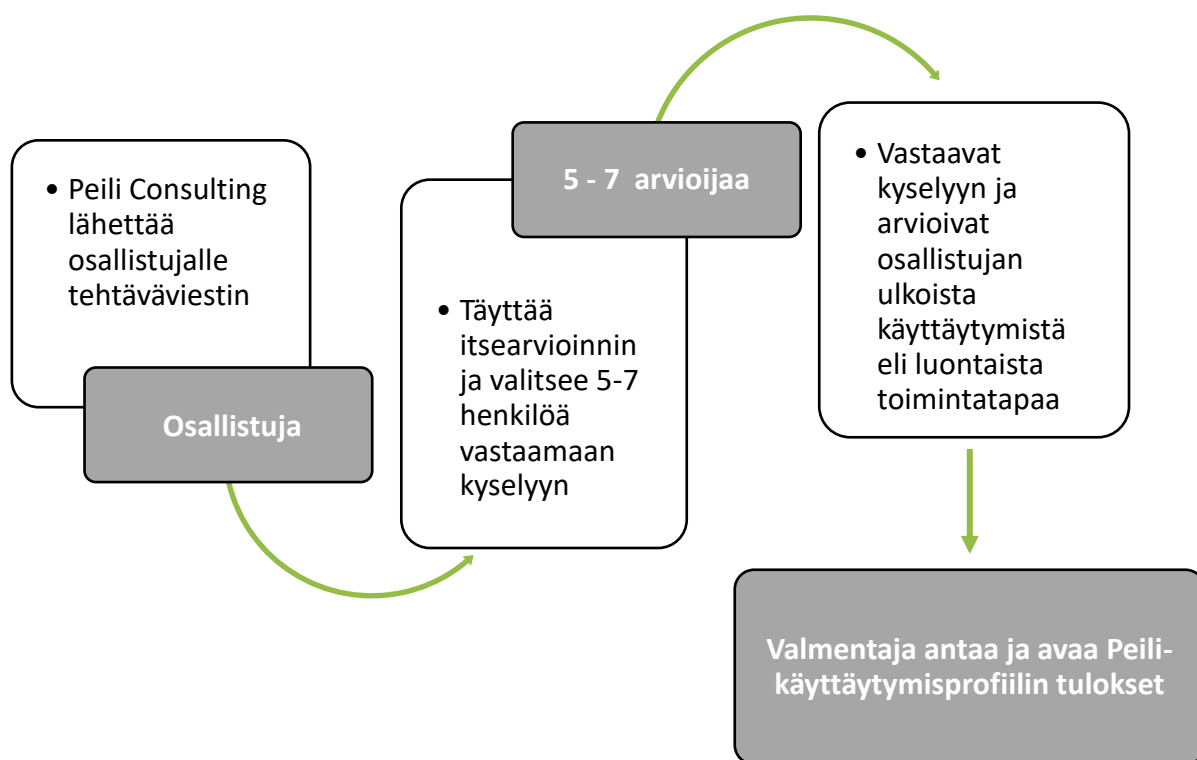 • Peili Consulting
lähettää
osallistujalle
tehtäväviestin
Osallistuja
• Täyttää
itsearvioinnin
ja valitsee 5-7
henkilöä
vastaamaan
kyselyyn
5 - 7 arvioijaa
• Vastaavat
kyselyyn ja
arvioivat
osallistujan
ulkoista
käyttäytymistä
eli luontaista
toimintatapaa
Valmentaja antaa ja avaa Peili-
käyttäytymisprofiilin tulokset